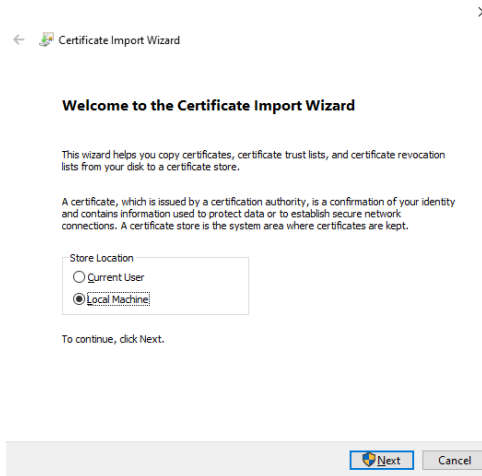 Certificate Import Wizard
Welcome to the Certificate Import Wizard
This wizard helps you copy certificates, certificate trust lists, and certificate revocation
lists from your disk to a certificate store.
A certificate, which is issued by a certification authority, is a confirmation of your identity
and contains information used to protect data or to establish secure network
connections. A certificate store is the system area where certificates are kept.
Store Location
Current User
Local Machine
To continue, click Next.
Next
Cancel